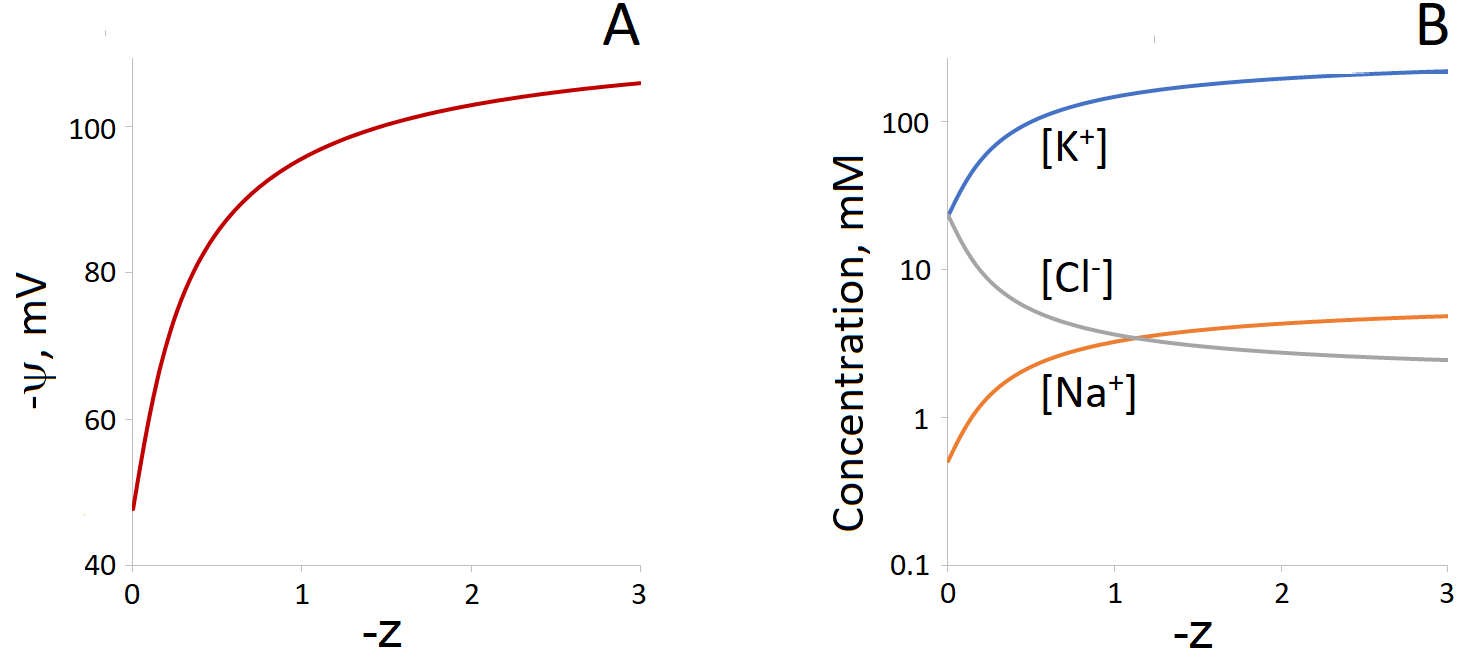 A
100
80
60
40
0
1
2
3
-ψ, mV
-z
B
100
10
1
0.1
0
1
2
3
Concentration, mM
[K⁺]
[Cl⁻]
[Na⁺]
-z